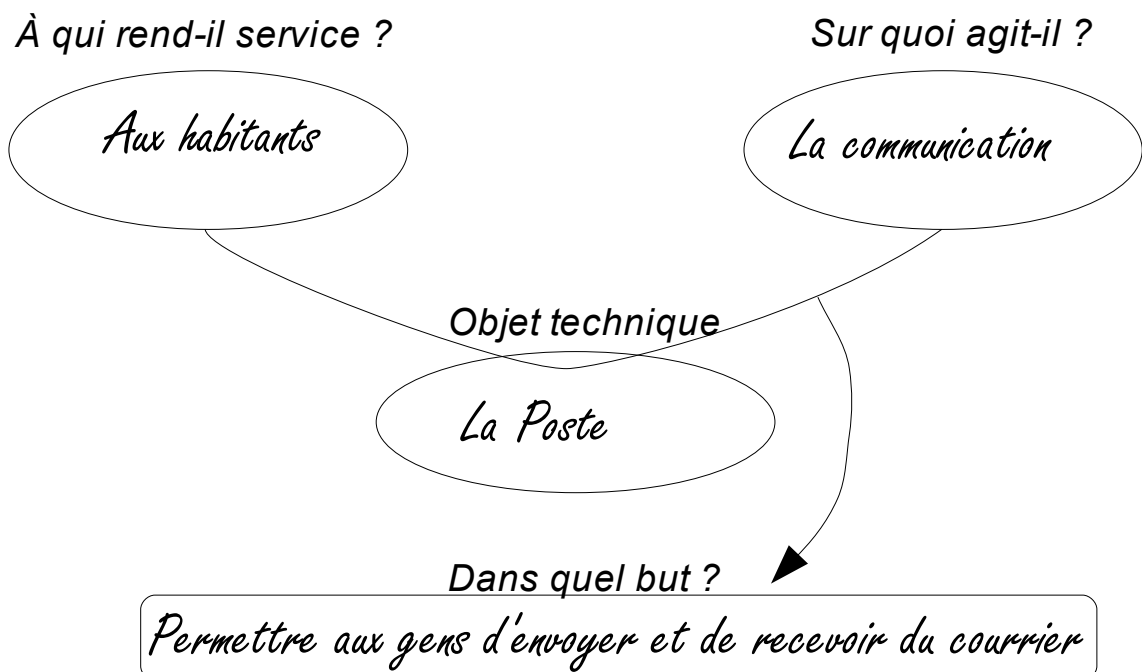 À qui rend-il service ?
Sur quoi agit-il ?
Aux habitants
La communication
Objet technique
La Poste
Dans quel but ?
Permettre aux gens d'envoyer et de recevoir du courrier